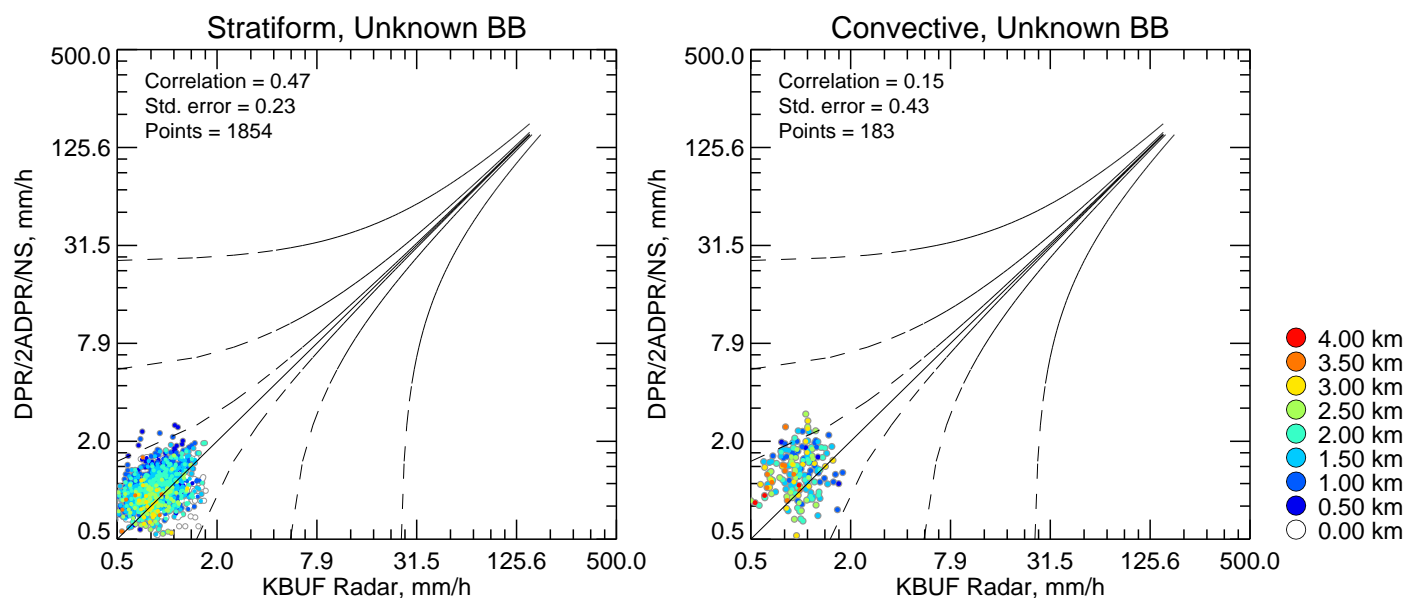 Stratiform, Unknown BB
Correlation = 0.47
Std. error = 0.23
Points = 1854
500.0
125.6
31.5
7.9
2.0
0.5
DPR/2ADPR/NS, mm/h
0.5 2.0 7.9 31.5 125.6 500.0
KBUF Radar, mm/h
Convective, Unknown BB
Correlation = 0.15
Std. error = 0.43
Points = 183
500.0
125.6
31.5
7.9
2.0
0.5
DPR/2ADPR/NS, mm/h
0.5 2.0 7.9 31.5 125.6 500.0
KBUF Radar, mm/h
4.00 km
3.50 km
3.00 km
2.50 km
2.00 km
1.50 km
1.00 km
0.50 km
0.00 km